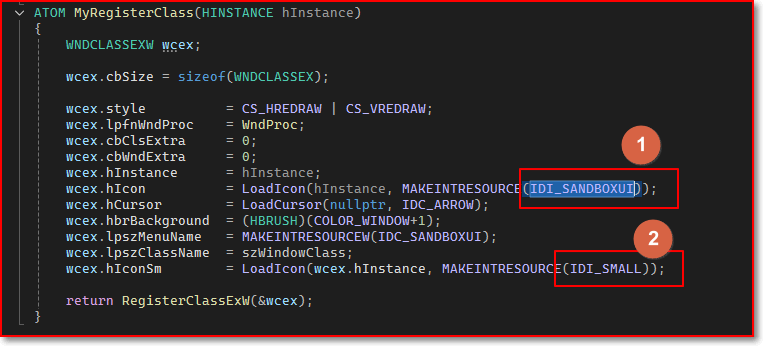 ATOM MyRegisterClass(HINSTANCE hInstance)
{
    WNDCLASSEXW wcex;
    wcex.cbSize = sizeof(WNDCLASSEX);
    wcex.style          = CS_HREDRAW | CS_VREDRAW;
    wcex.lpfnWndProc    = WndProc;
    wcex.cbClsExtra     = 0;
    wcex.cbWndExtra     = 0;
    wcex.hInstance      = hInstance;
    wcex.hIcon          = LoadIcon(hInstance, MAKEINTRESOURCE(IDI_SANDBOXUI));
    wcex.hCursor        = LoadCursor(nullptr, IDC_ARROW);
    wcex.hbrBackground  = (HBRUSH)(COLOR_WINDOW+1);
    wcex.lpszMenuName   = MAKEINTRESOURCEW(IDC_SANDBOXUI);
    wcex.lpszClassName  = szWindowClass;
    wcex.hIconSm        = LoadIcon(wcex.hInstance, MAKEINTRESOURCE(IDI_SMALL));
    return RegisterClassExW(&wcex);
}
1
2